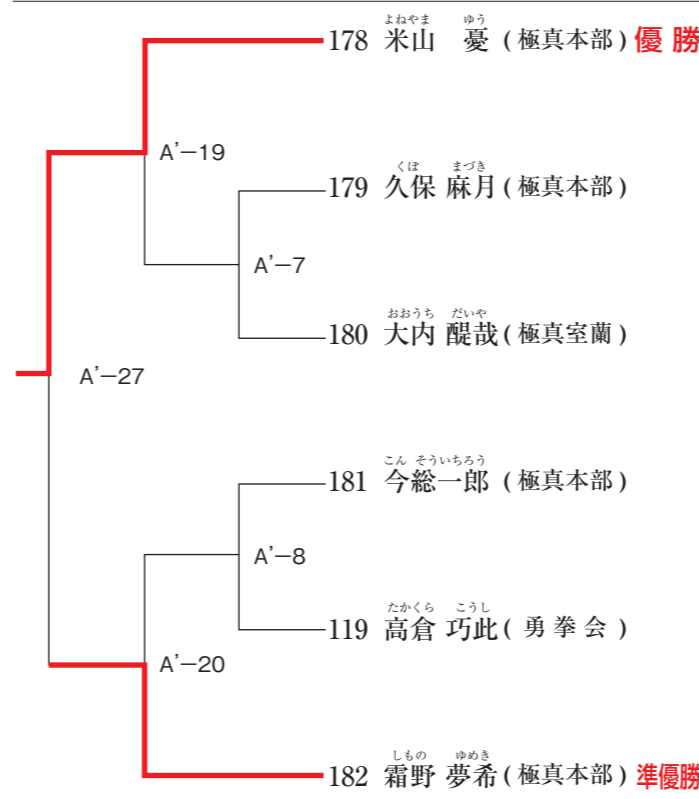 よねやま ゆう
178 米山 憂 (極真本部) 優勝
A'−19
くぼ まづき
179 久保 麻月 (極真本部)
A'−7
おおうち だいや
180 大内 醍哉 (極真室蘭)
A'−27
こん そういちろう
181 今総一郎 (極真本部)
A'−8
たかくら こうし
119 高倉 巧此 (勇拳会)
A'−20
しもの ゆめき
182 霜野 夢希 (極真本部) 準優勝